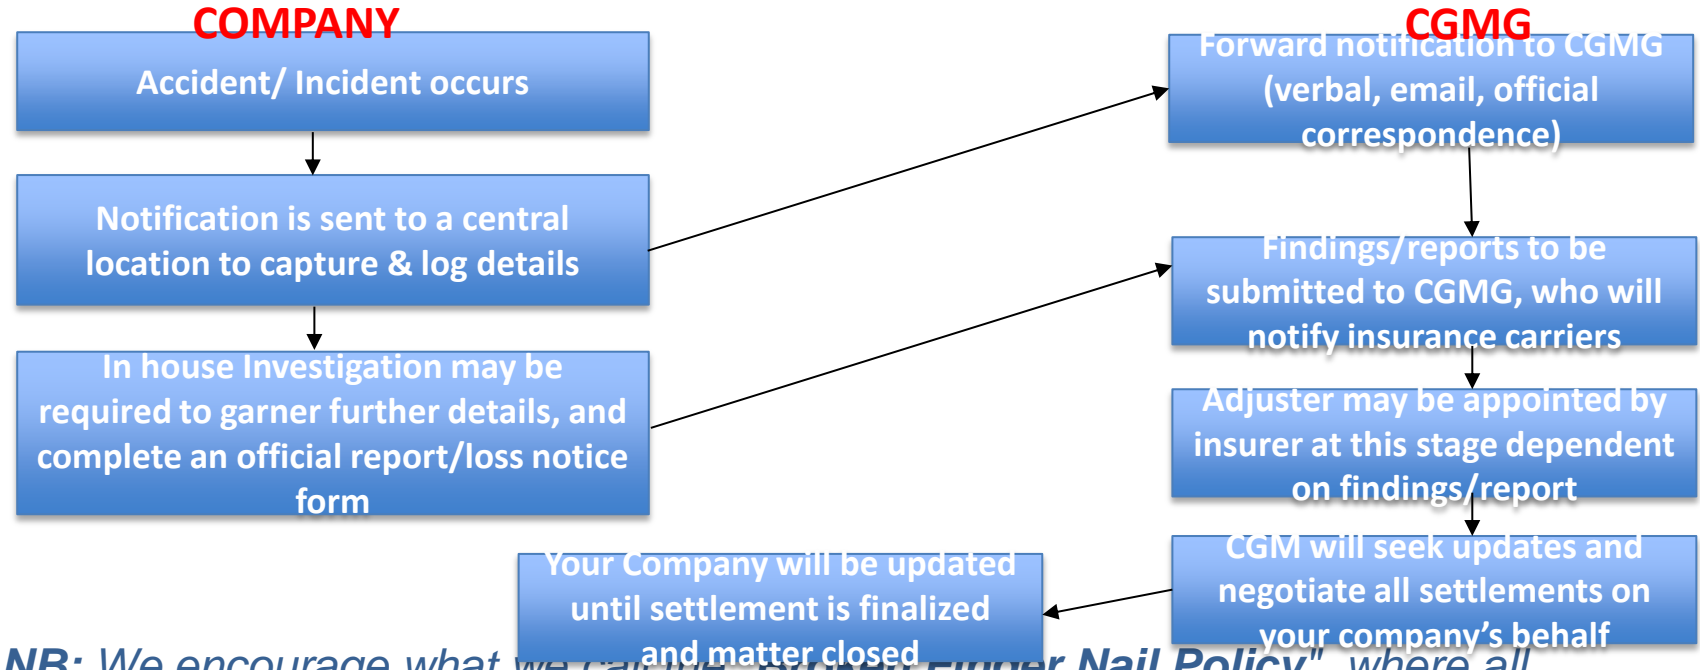 COMPANY
Accident/ Incident occurs
Notification is sent to a central
location to capture & log details
In house Investigation may be
required to garner further details, and
complete an official report/loss notice
form
CGMG
Forward notification to CGMG
(verbal, email, official
correspondence)
Findings/reports to be
submitted to CGMG, who will
notify insurance carriers
Adjuster may be appointed by
insurer at this stage dependent
on findings/report
CGM will seek updates and
negotiate all settlements on
your company's behalf
Your Company will be updated
until settlement is finalized
and matter closed
NB: We encourage what we Finger Nail Policy", where all